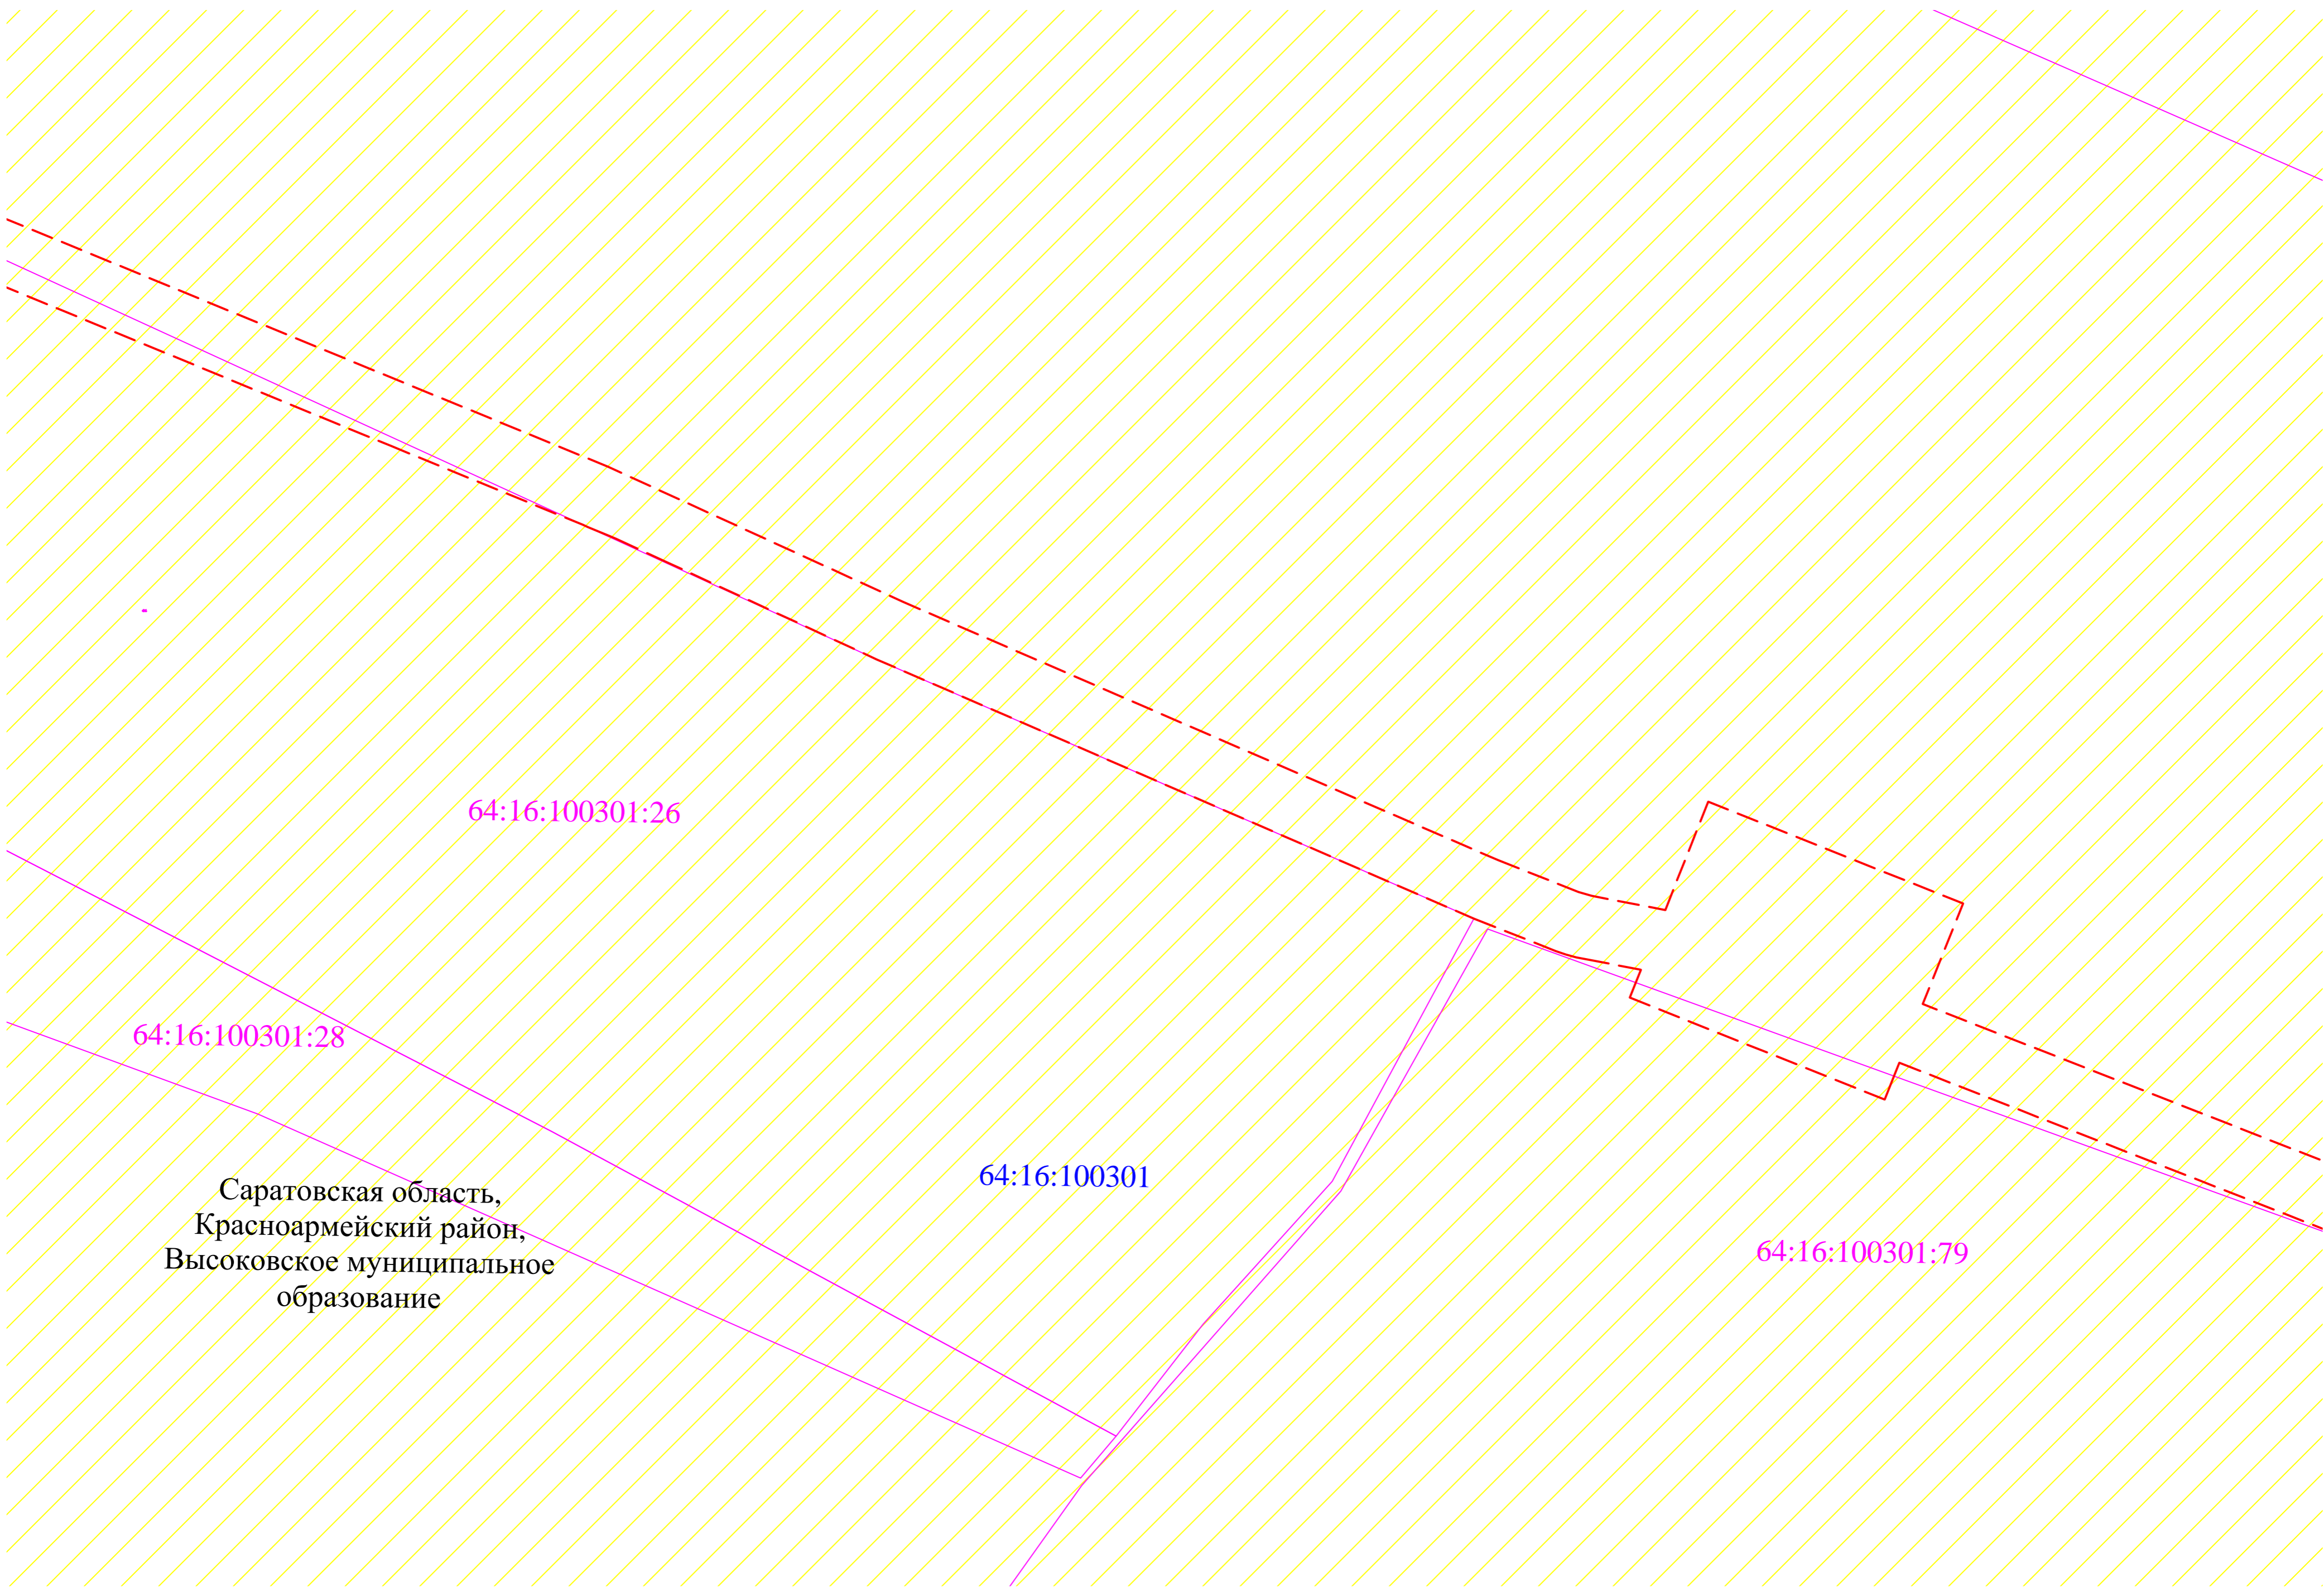 64:16:100301:26
64:16:100301:28
64:16:100301
Саратовская область,
Красноармейский район,
Высоковское муниципальное
образование
64:16:100301:79